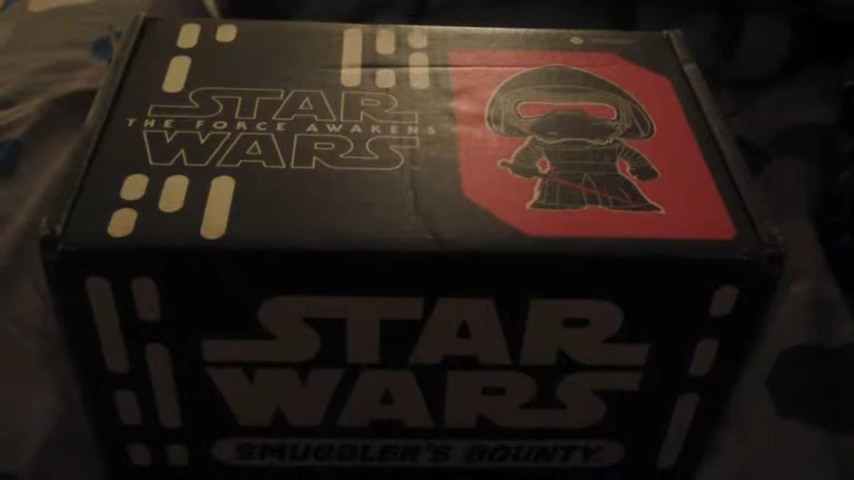 STAR
THE FORCE AWAKENS
WARS
STAR
WARS
SMUGGLER'S BOUNTY